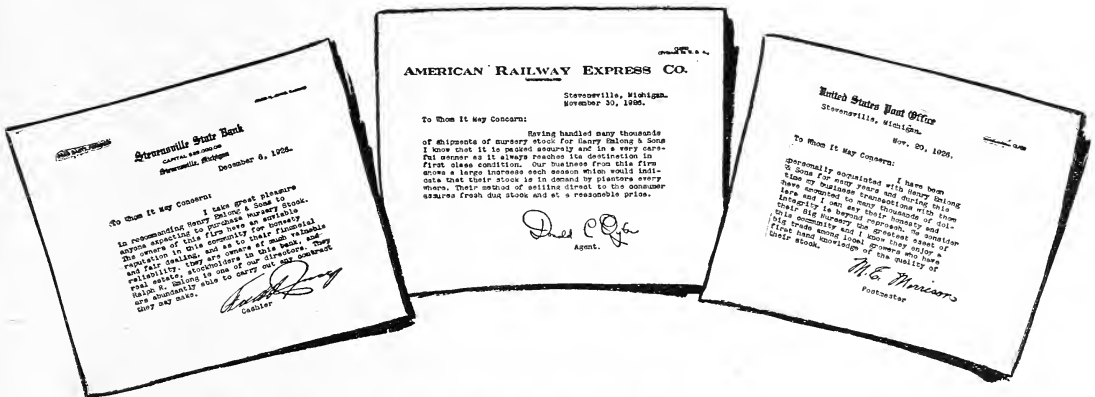 Stevensville State Bank
CAPITAL $25,000.00
Stevensville, Michigan
December 6, 1926.
To Whom It May Concern:
I take great pleasure
in recommending Henry Emlong & Sons to
anyone expecting to purchase Nursery Stock.
The owners of this firm have an enviable
reputation in this community for honesty
and fair dealing, and as to their financial
reliability, they are owners of much valuable
real estate, stockholders in this bank, and
Ralph R. Emlong is one of our directors. They
are abundantly able to carry out any contract
they may make.
Cashier
AMERICAN RAILWAY EXPRESS CO.
Stevensville, Michigan.
November 30, 1926.
To Whom It May Concern:
Having handled many thousands
of shipments of nursery stock for Henry Emlong & Sons
I know that it is packed securely and in a very care-
ful manner as it always reaches its destination in
first class condition. Our business from this firm
shows a large increase each season which would indi-
cate that their stock is in demand by planters every
where. Their method of selling direct to the consumer
assures fresh dug stock and at a reasonable price.
Agent.
United States Post Office
Stevensville, Michigan.
Nov. 20, 1926.
To Whom It May Concern:
I have been
personally acquainted with Henry Emlong
& Sons for many years and during this
time my business transactions with them
have amounted to many thousands of dol-
lars and I can say their honesty and
integrity is beyond reproach. We consider
their Big Nursery the greatest asset of
this community and I know they enjoy a
big trade among local growers who have
first hand knowledge of the quality of
their stock.
M. E. Morrison
Postmaster